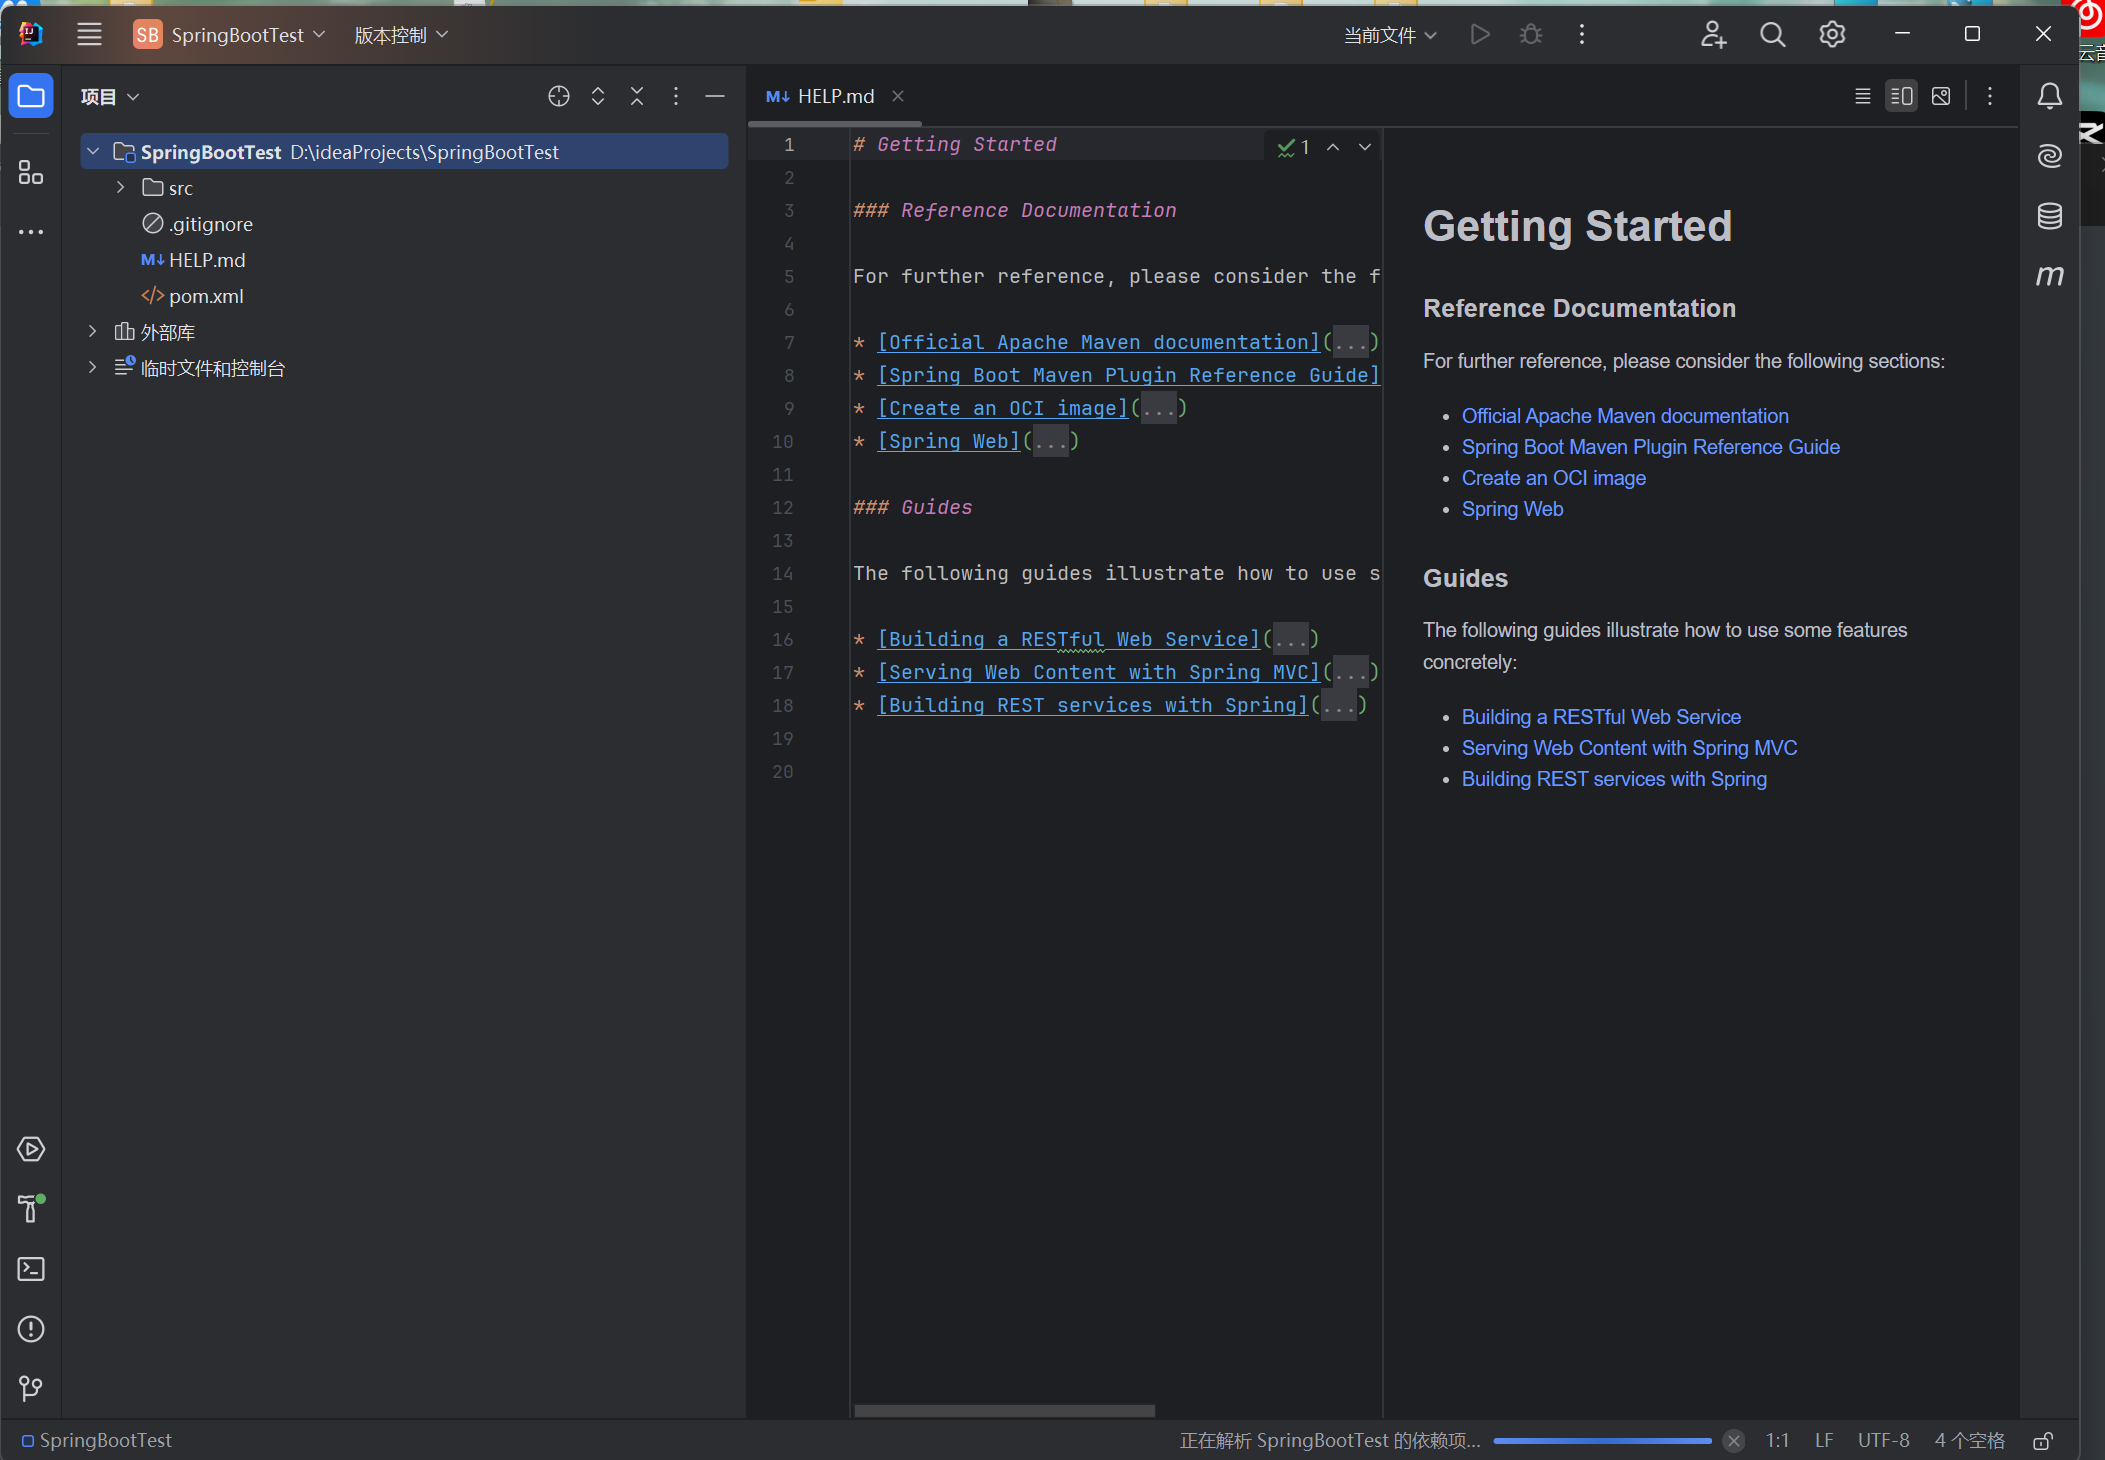 SB SpringBootTest 版本控制 当前文件
云音
项目
HELP.md
SpringBootTest D:\ideaProjects\SpringBootTest
src
.gitignore
HELP.md
pom.xml
外部库
临时文件和控制台
1 # Getting Started
1
2
3 ### Reference Documentation
4
5 For further reference, please consider the f
6
7 * [Official Apache Maven documentation](...)
8 * [Spring Boot Maven Plugin Reference Guide]
9 * [Create an OCI image](...)
10 * [Spring Web](...)
11
12 ### Guides
13
14 The following guides illustrate how to use s
15
16 * [Building a RESTful Web Service](...)
17 * [Serving Web Content with Spring MVC](...)
18 * [Building REST services with Spring](...)
19
20
Getting Started
Reference Documentation
For further reference, please consider the following sections:
• Official Apache Maven documentation
• Spring Boot Maven Plugin Reference Guide
• Create an OCI image
• Spring Web
Guides
The following guides illustrate how to use some features
concretely:
• Building a RESTful Web Service
• Serving Web Content with Spring MVC
• Building REST services with Spring
m
SpringBootTest 正在解析 SpringBootTest 的依赖项... 1:1 LF UTF-8 4 个空格